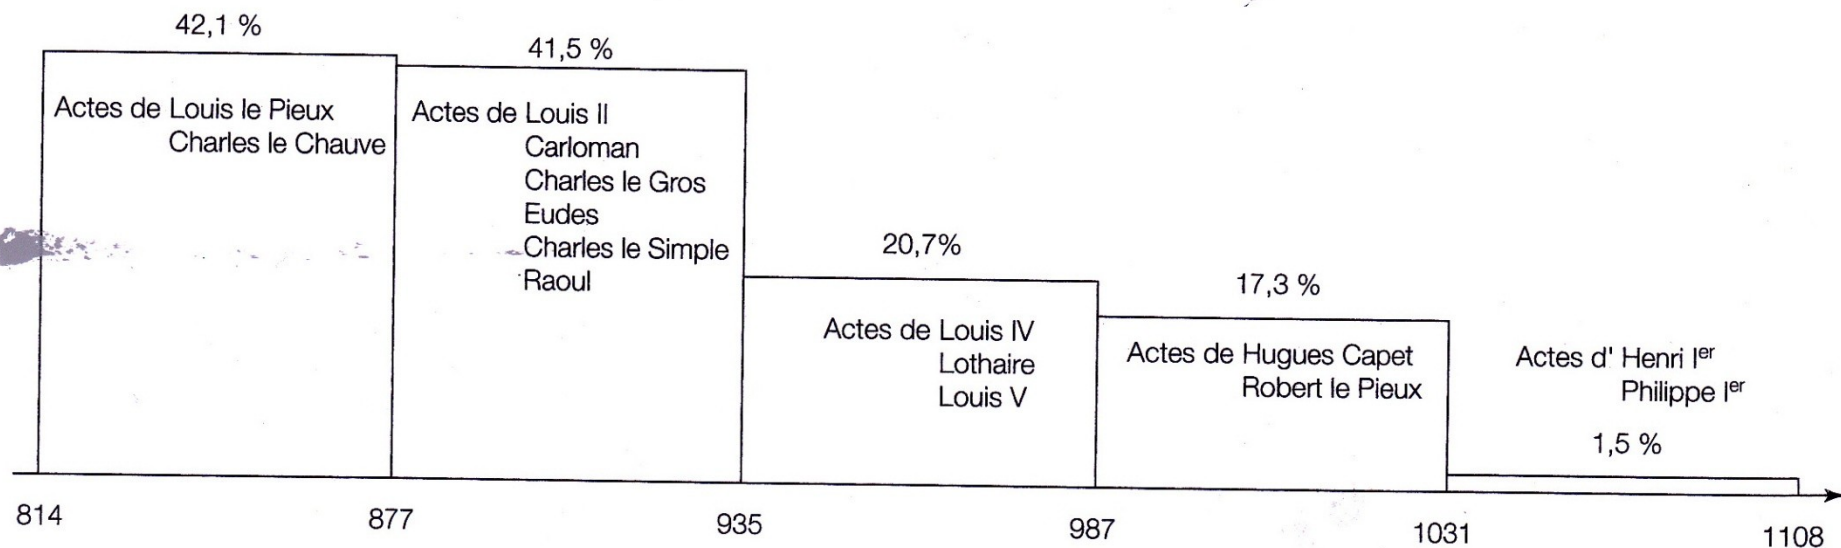 42,1 %
Actes de Louis le Pieux
Charles le Chauve
41,5 %
Actes de Louis II
Carloman
Charles le Gros
Eudes
Charles le Simple
Raoul
20,7%
Actes de Louis IV
Lothaire
Louis V
17,3 %
Actes de Hugues Capet
Robert le Pieux
Actes d' Henri Ier
Philippe Ier
1,5 %
814 877 935 987 1031 1108